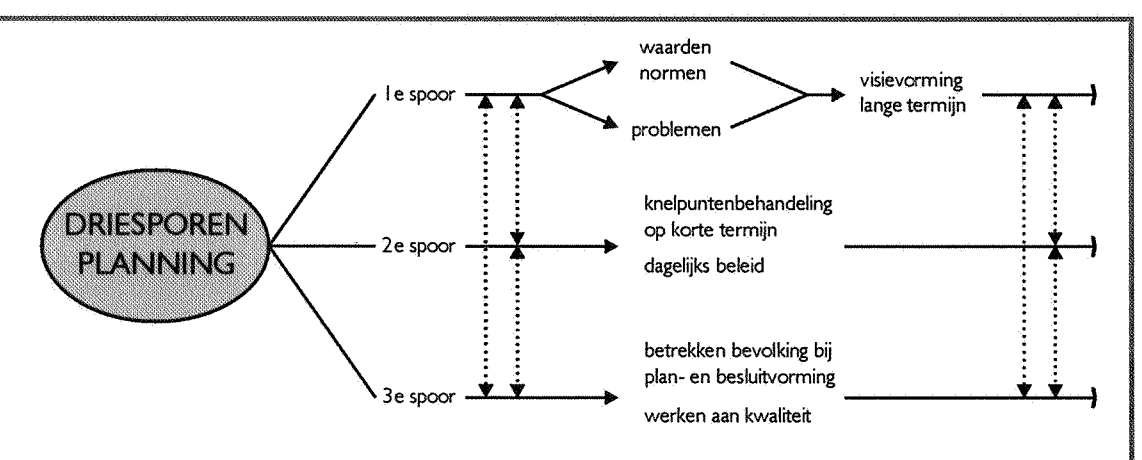 DRIESPOREN
PLANNING
1e spoor
waarden
normen
problemen
visievorming
lange termijn
2e spoor
knelpuntenbehandeling
op korte termijn
dagelijks beleid
3e spoor
betrekken bevolking bij
plan- en besluitvorming
werken aan kwaliteit